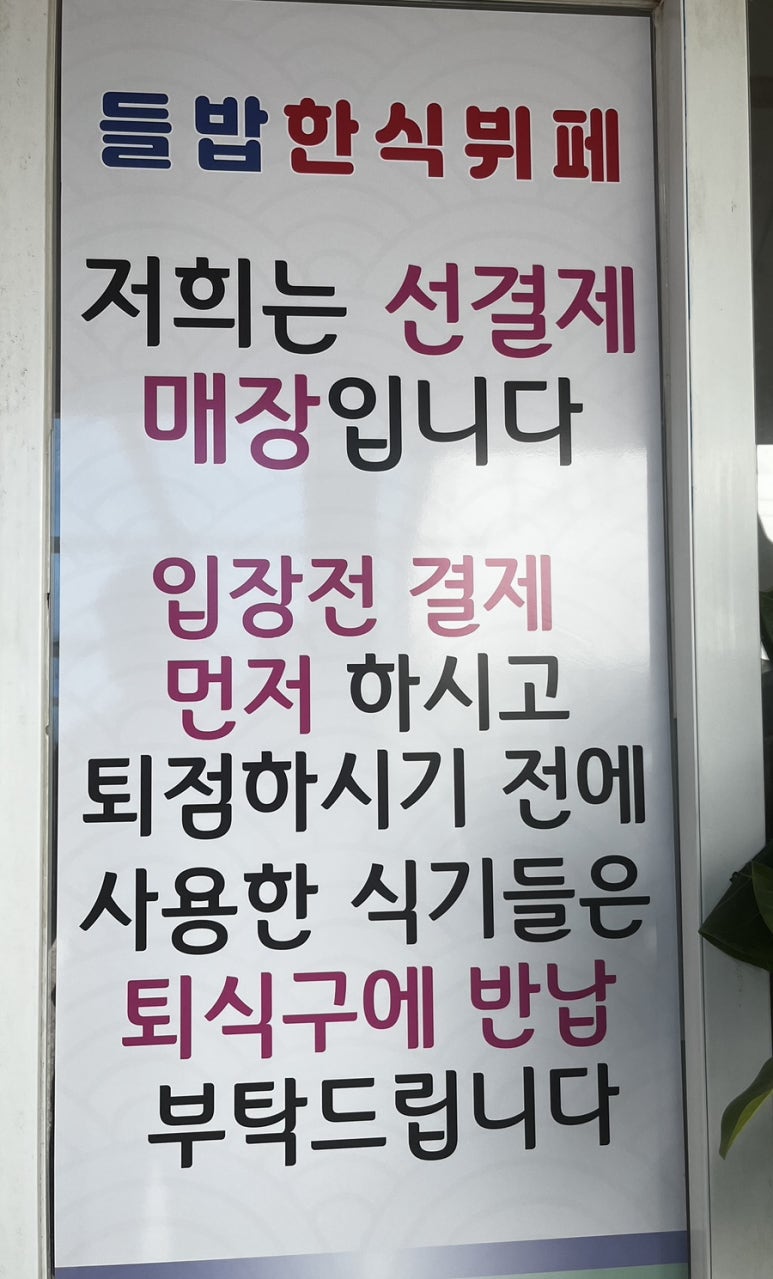 들밥한식뷔페
저희는 선결제
매장입니다
입장전 결제
먼저 하시고
퇴점하시기 전에
사용한 식기들은
퇴식구에 반납
부탁드립니다